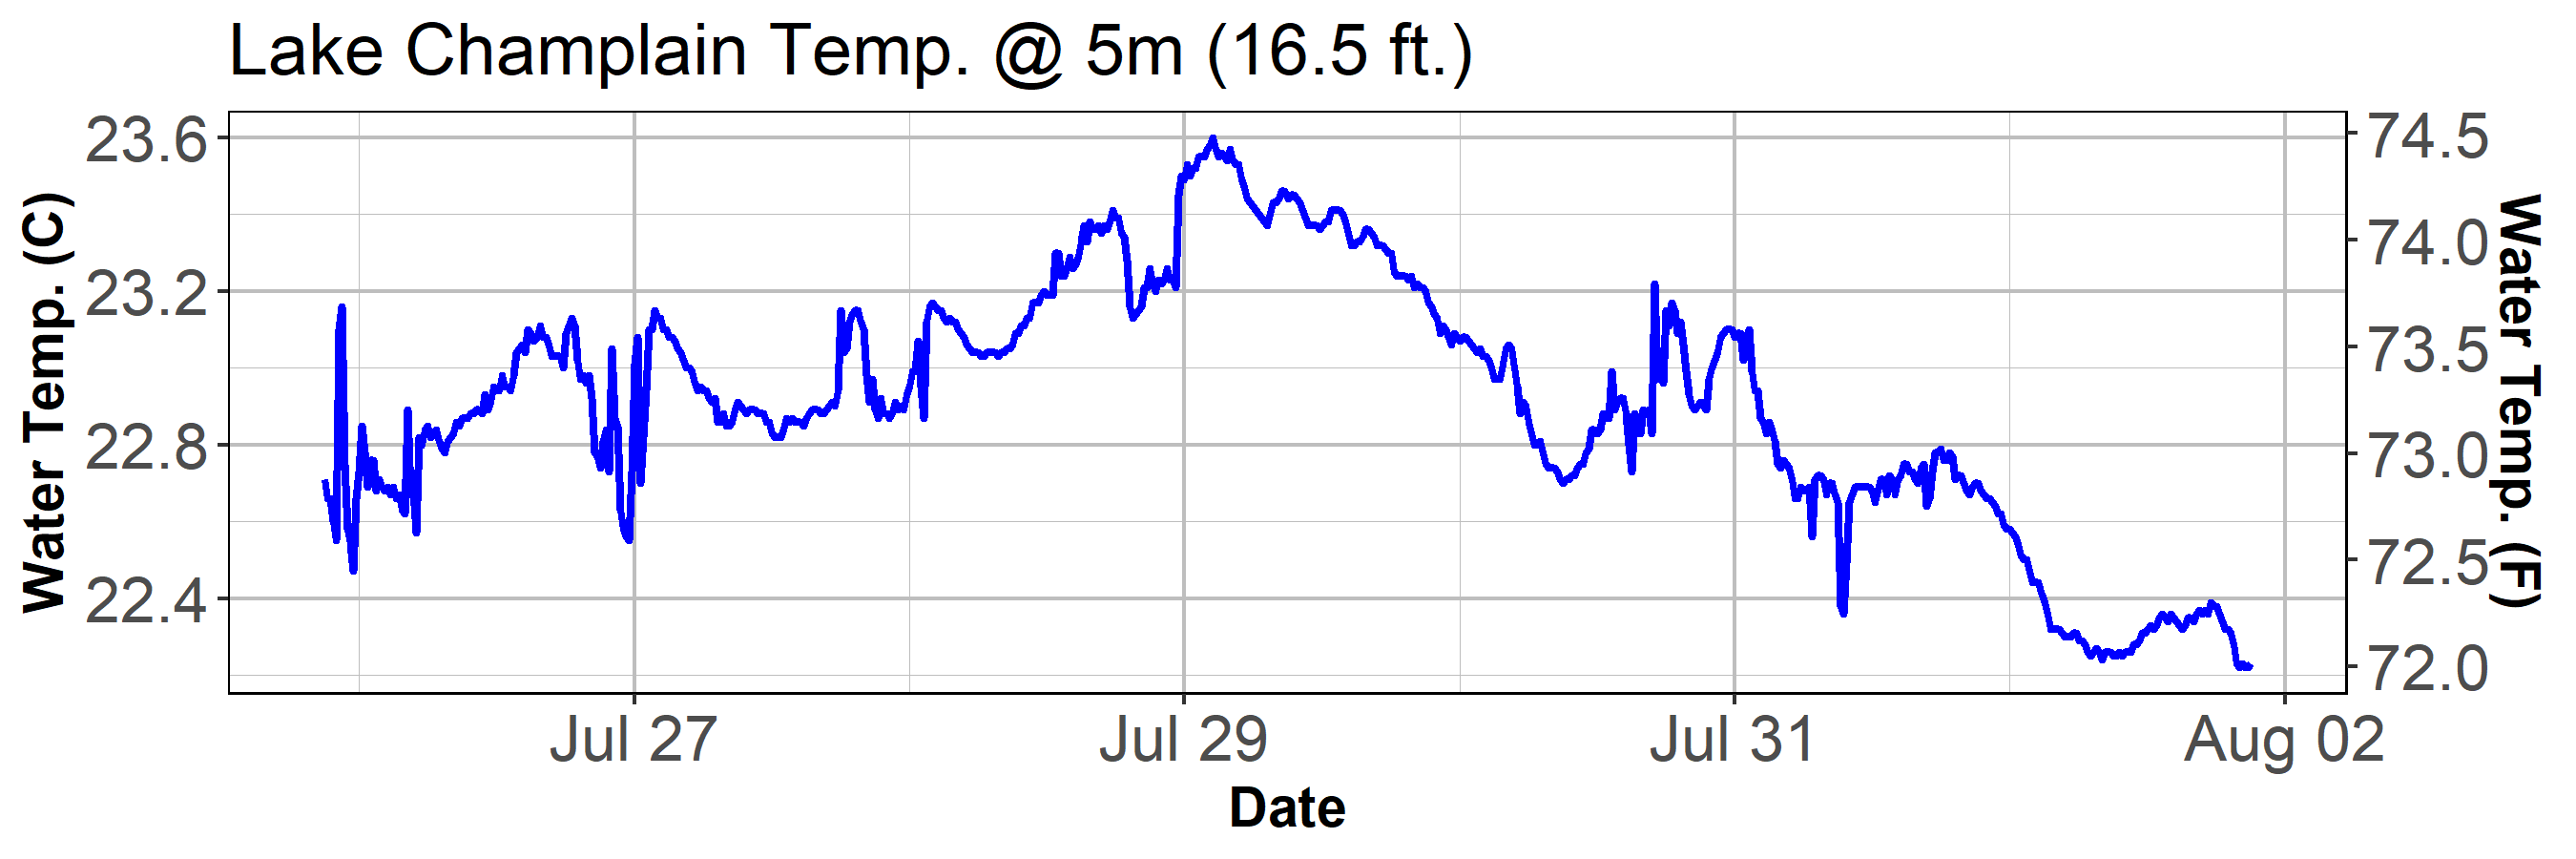 Lake Champlain Temp. @ 5m (16.5 ft.)
Water Temp. (C)
23.6
23.2
22.8
22.4
74.5
74.0
73.5
73.0
72.5
72.0
Water Temp. (F)
Jul 27
Jul 29
Jul 31
Aug 02
Date